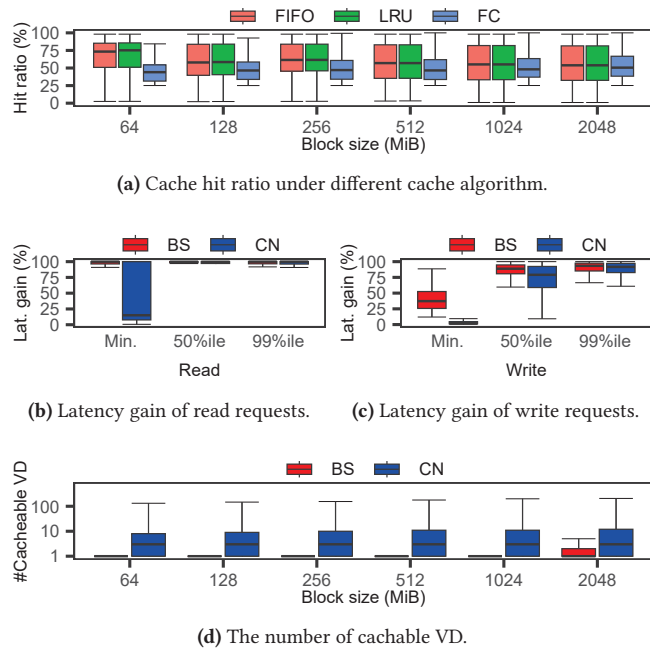 FIFO LRU FC
Hit ratio (%)
100
75
50
25
0
64 128 256 512 1024 2048
Block size (MiB)
(a) Cache hit ratio under different cache algorithm.
BS CN
Lat. gain (%)
100
75
50
25
0
Min. 50%ile 99%ile
Read
(b) Latency gain of read requests.
BS CN
Lat. gain (%)
100
75
50
25
0
Min. 50%ile 99%ile
Write
(c) Latency gain of write requests.
BS CN
#Cacheable VD
100
10
1
64 128 256 512 1024 2048
Block size (MiB)
(d) The number of cachable VD.